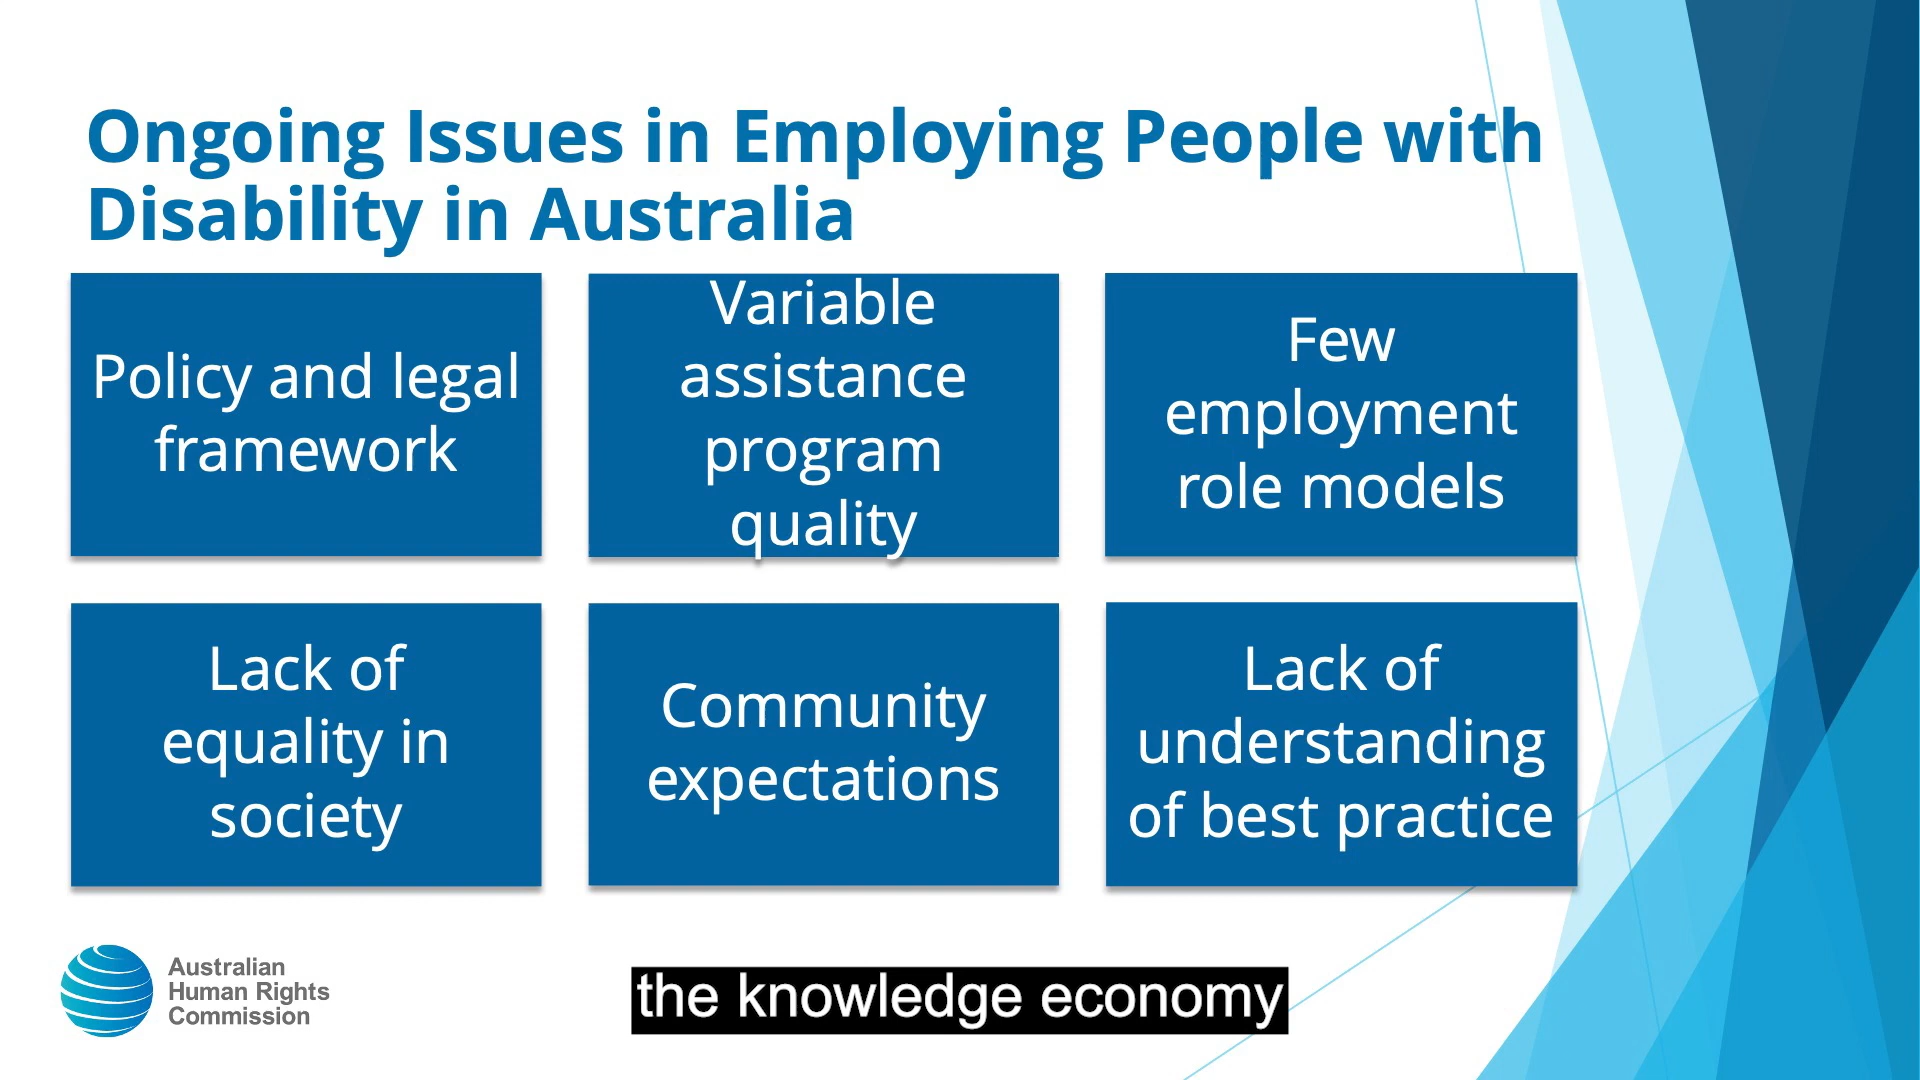 Ongoing Issues in Employing People with
Disability in Australia
Policy and legal
framework
Variable
assistance
program
quality
Few
employment
role models
Lack of
equality in
society
Community
expectations
Lack of
understanding
of best practice
Australian
Human Rights
Commission
the knowledge economy